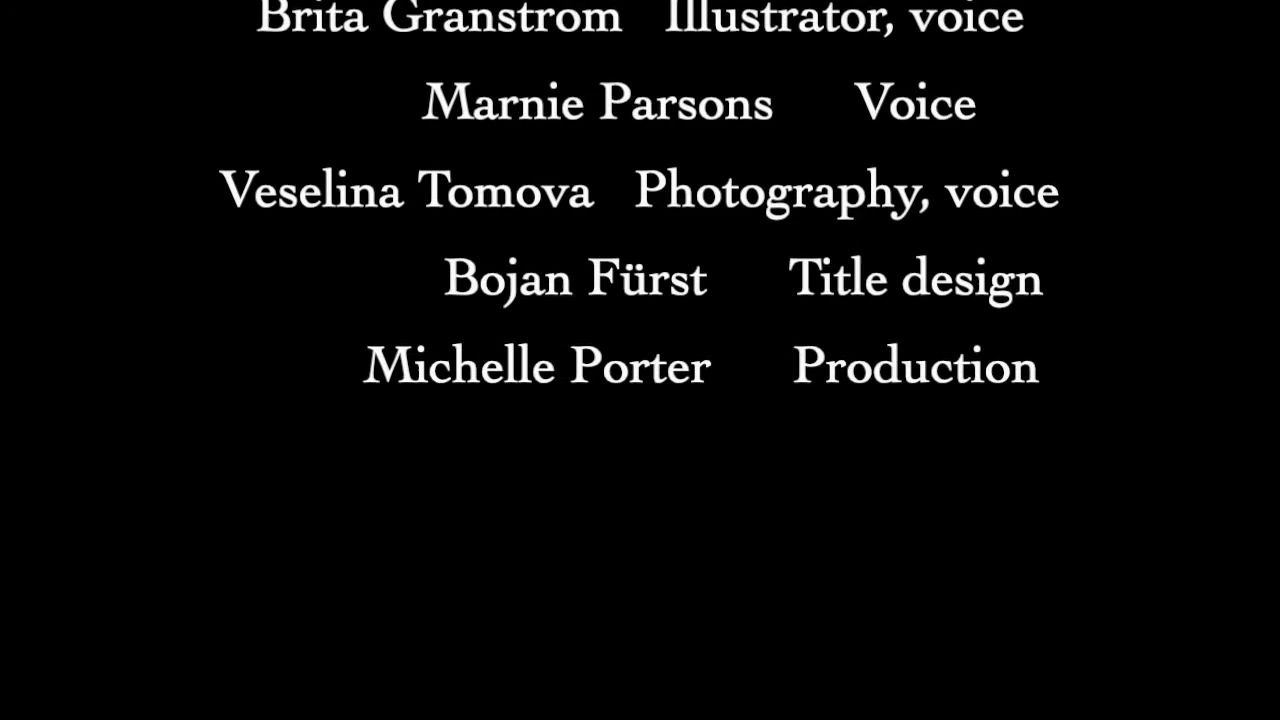 Brita Granstrom Illustrator, voice
Marnie Parsons Voice
Veselina Tomova Photography, voice
Bojan Fürst Title design
Michelle Porter Production